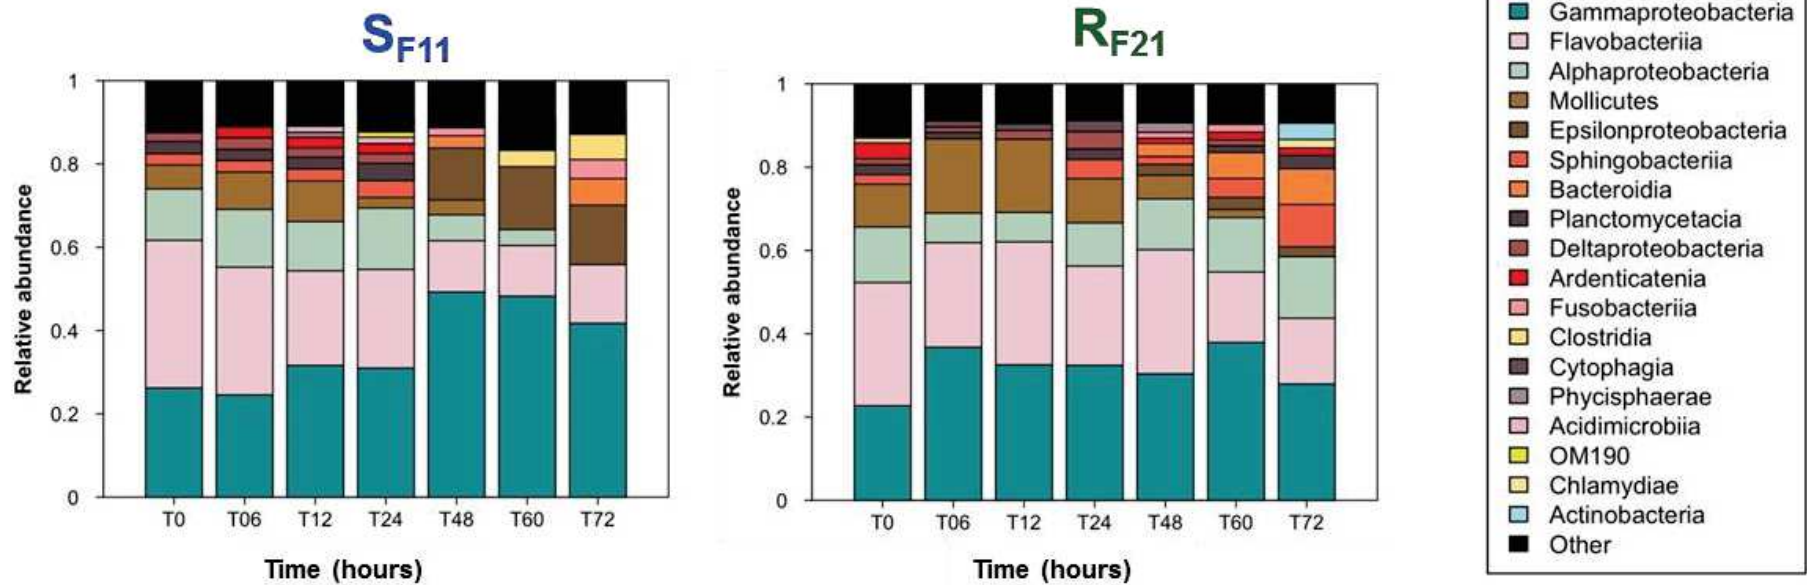 S_F11
Relative abundance
1
0.8
0.6
0.4
0.2
0
T0 T06 T12 T24 T48 T60 T72
Time (hours)
R_F21
Relative abundance
1
0.8
0.6
0.4
0.2
0
T0 T06 T12 T24 T48 T60 T72
Time (hours)
Gammaproteobacteria
Flavobacteriia
Alphaproteobacteria
Mollicutes
Epsilonproteobacteria
Sphingobacteriia
Bacteroidia
Planctomycetacia
Deltaproteobacteria
Ardenticatenia
Fusobacteriia
Clostridia
Cytophagia
Phycisphaerae
Acidimicrobiia
OM190
Chlamydiae
Actinobacteria
Other